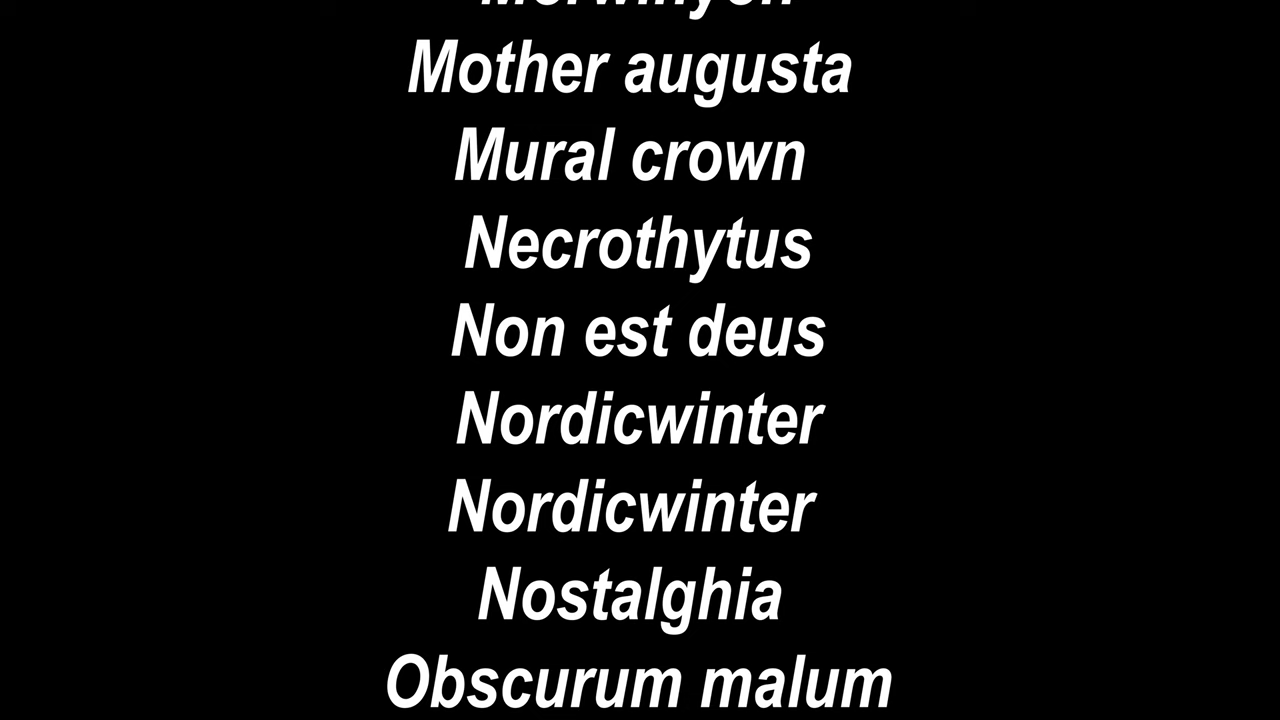 Mother augusta
Mural crown
Necrothytus
Non est deus
Nordicwinter
Nordicwinter
Nostalghia
Obscurum malum